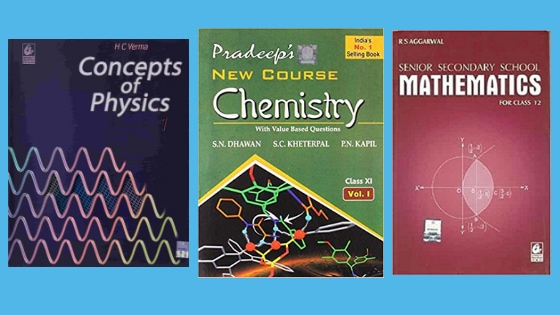 H C Verma
Concepts
of
Physics
Pradeep's
India's
No. 1
Selling Book
NEW COURSE
Chemistry
With Value Based Questions
S.N. DHAWAN S.C. KHETERPAL P.N. KAPIL
Class XI
Vol. I
R S AGGARWAL
SENIOR SECONDARY SCHOOL
MATHEMATICS
FOR CLASS 12